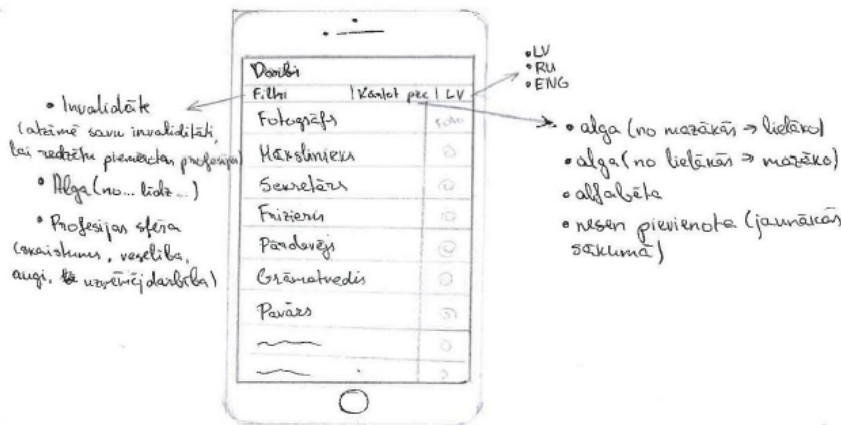 Darbi
Filtri | Kārtot pēc | LV
Fotogrāfs foto
Mākslinieks
Sekretārs
Frizieris
Pārdevējs
Grāmatvedis
Pavārs
• Invaliditāte
(atzīmē savu invaliditāti,
lai redzētu piemērotas profesijas)
• Alga (no... līdz...)
• Profesijas sfēra
(skaistums, veselība,
augi, uzņēmējdarbība)
• LV
• RU
• ENG
• alga (no mazākās ⇒ lielāko)
• alga (no lielākās ⇒ mazāko)
• alfabēta
• nesen pievienota (jaunākās
sākumā)